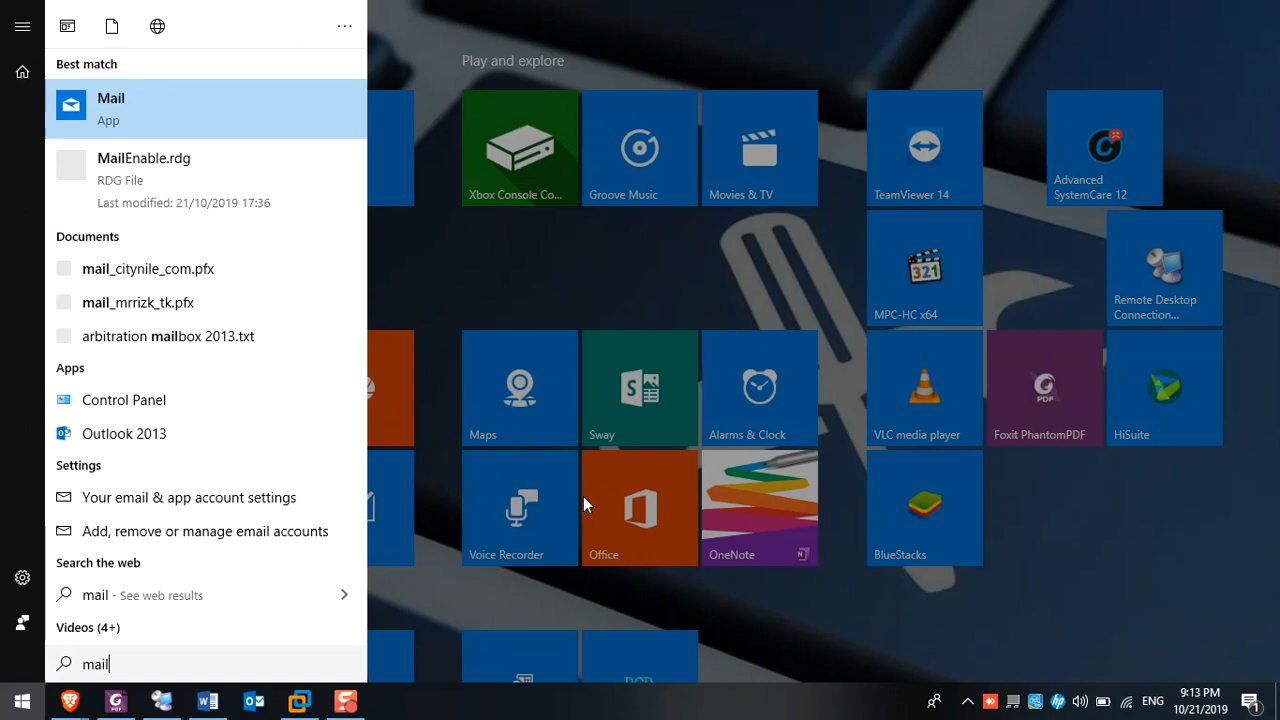 Best match
Mail
App
MailEnable.rdg
RDG File
Last modified: 21/10/2019 17:36
Documents
mail_citynile_com.pfx
mail_mrrizk_tk.pfx
arbitration mailbox 2013.txt
Apps
Control Panel
Outlook 2013
Settings
Your email & app account settings
Add, remove or manage email accounts
Search the web
mail - See web results
Videos (4+)
mail
Play and explore
Xbox Console Co...
Groove Music
Movies & TV
TeamViewer 14
Advanced
SystemCare 12
321
MPC-HC x64
Remote Desktop
Connection...
Maps
S
Sway
Alarms & Clock
VLC media player
PDF
Foxit PhantomPDF
HiSuite
Voice Recorder
Office
OneNote
N
BlueStacks
ENG
9:13 PM
10/21/2019
1